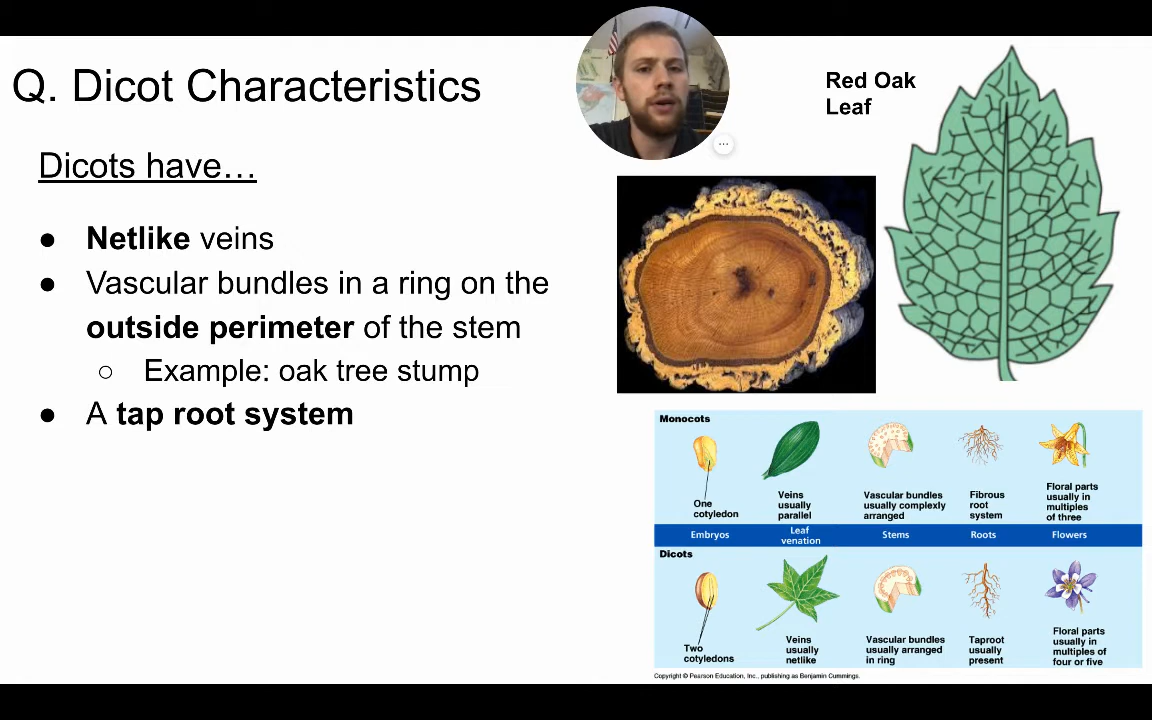 Q. Dicot Characteristics
Dicots have…
● Netlike veins
● Vascular bundles in a ring on the
outside perimeter of the stem
○ Example: oak tree stump
● A tap root system
Red Oak
Leaf
Monocots
One
cotyledon
Veins
usually
parallel
Vascular bundles
usually complexly
arranged
Fibrous
root
system
Floral parts
usually in
multiples
of three
Embryos
Leaf
venation
Stems
Roots
Flowers
Dicots
Two
cotyledons
Veins
usually
netlike
Vascular bundles
usually arranged
in ring
Taproot
usually
present
Floral parts
usually in
multiples of
four or five
Copyright © Pearson Education, Inc., publishing as Benjamin Cummings.